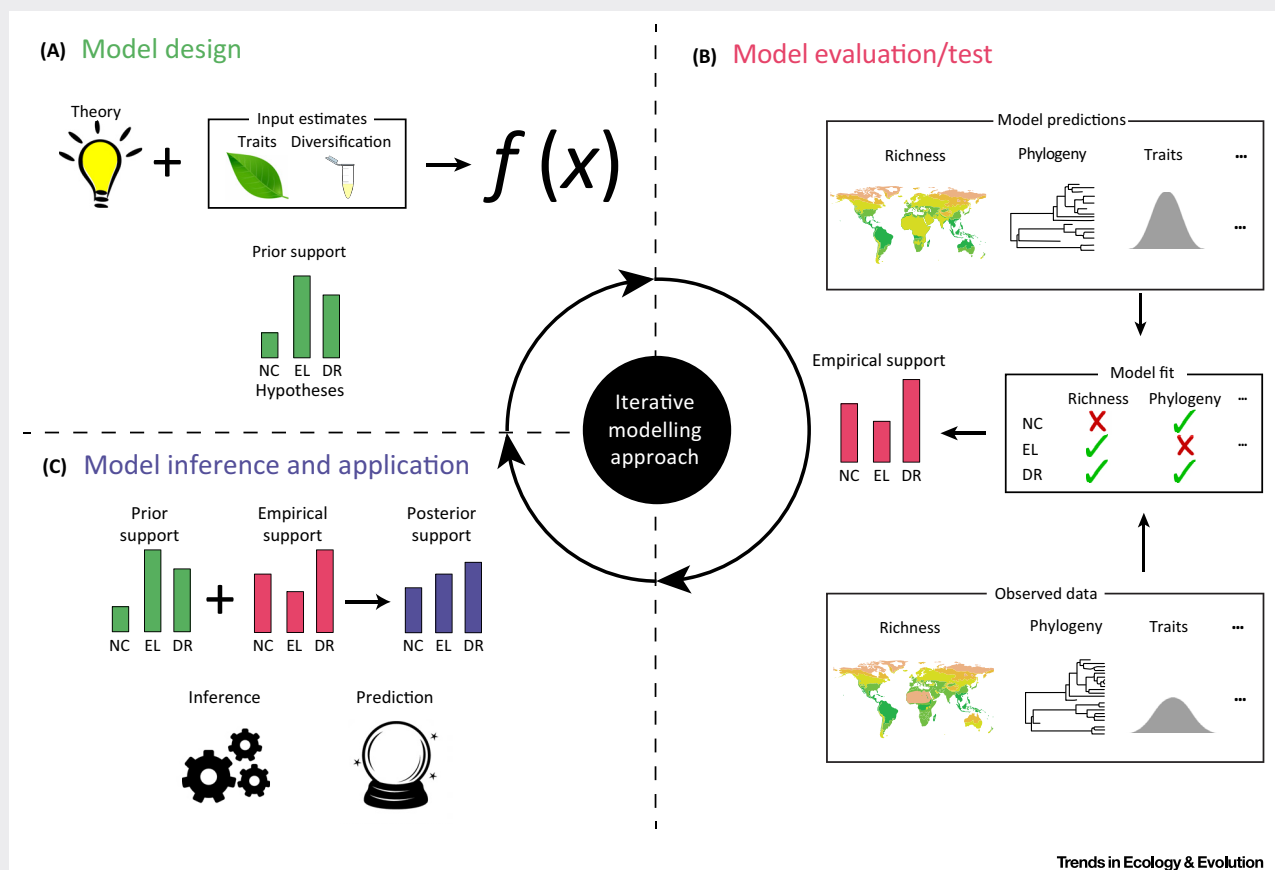 (A) Model design
Theory
+
Input estimates
Traits Diversification
f (x)
Prior support
NC EL DR
Hypotheses
(B) Model evaluation/test
Model predictions
Richness Phylogeny Traits ...
...
Model fit
Richness Phylogeny ...
NC
EL ...
DR
Empirical support
NC EL DR
Observed data
Richness Phylogeny Traits ...
...
Iterative
modelling
approach
(C) Model inference and application
Prior
support
NC EL DR
+
Empirical
support
NC EL DR
Posterior
support
NC EL DR
Inference
Prediction
Trends in Ecology & Evolution